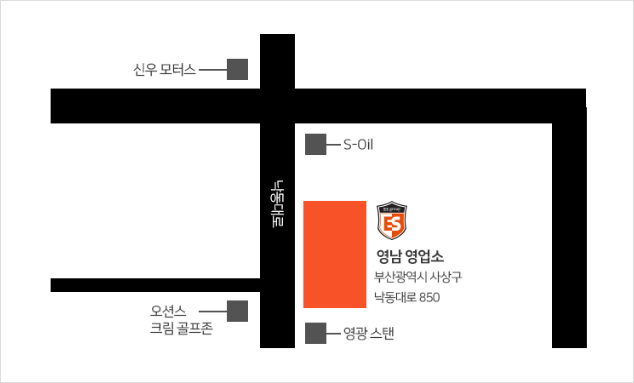 신우 모터스
S-Oil
낙동대로
ES
영남 영업소
부산광역시 사상구
낙동대로 850
오션스
크림 골프존
영광 스탠